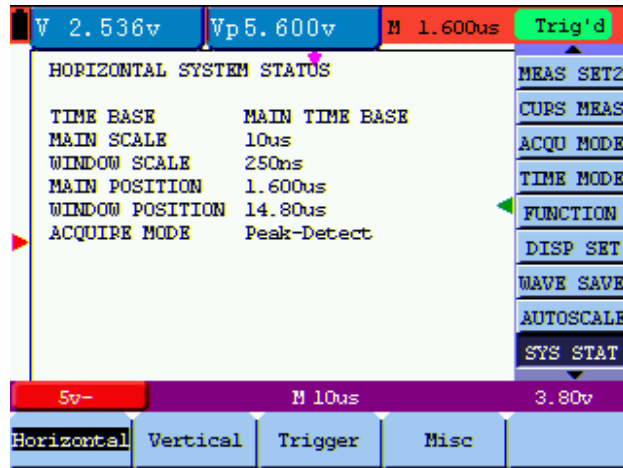 V 2.536v Vp5.600v M 1.600us Trig'd
HORIZONTAL SYSTEM STATUS
TIME BASE MAIN TIME BASE
MAIN SCALE 10us
WINDOW SCALE 250ns
MAIN POSITION 1.600us
WINDOW POSITION 14.80us
ACQUIRE MODE Peak-Detect
MEAS SET2
CURS MEAS
ACQU MODE
TIME MODE
FUNCTION
DISP SET
WAVE SAVE
AUTOSCALE
SYS STAT
5v- M 10us 3.80v
Horizontal Vertical Trigger Misc